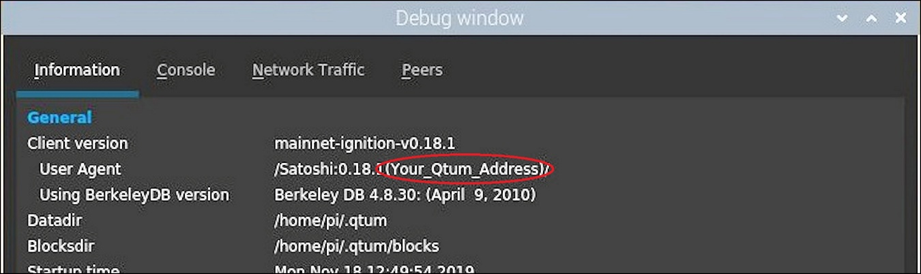 Debug window
Information Console Network Traffic Peers
General
Client version mainnet-ignition-v0.18.1
User Agent /Satoshi:0.18.1(Your_Qtum_Address)/
Using BerkeleyDB version Berkeley DB 4.8.30: (April 9, 2010)
Datadir /home/pi/.qtum
Blocksdir /home/pi/.qtum/blocks
Startup time Mon Nov 18 12:49:54 2019